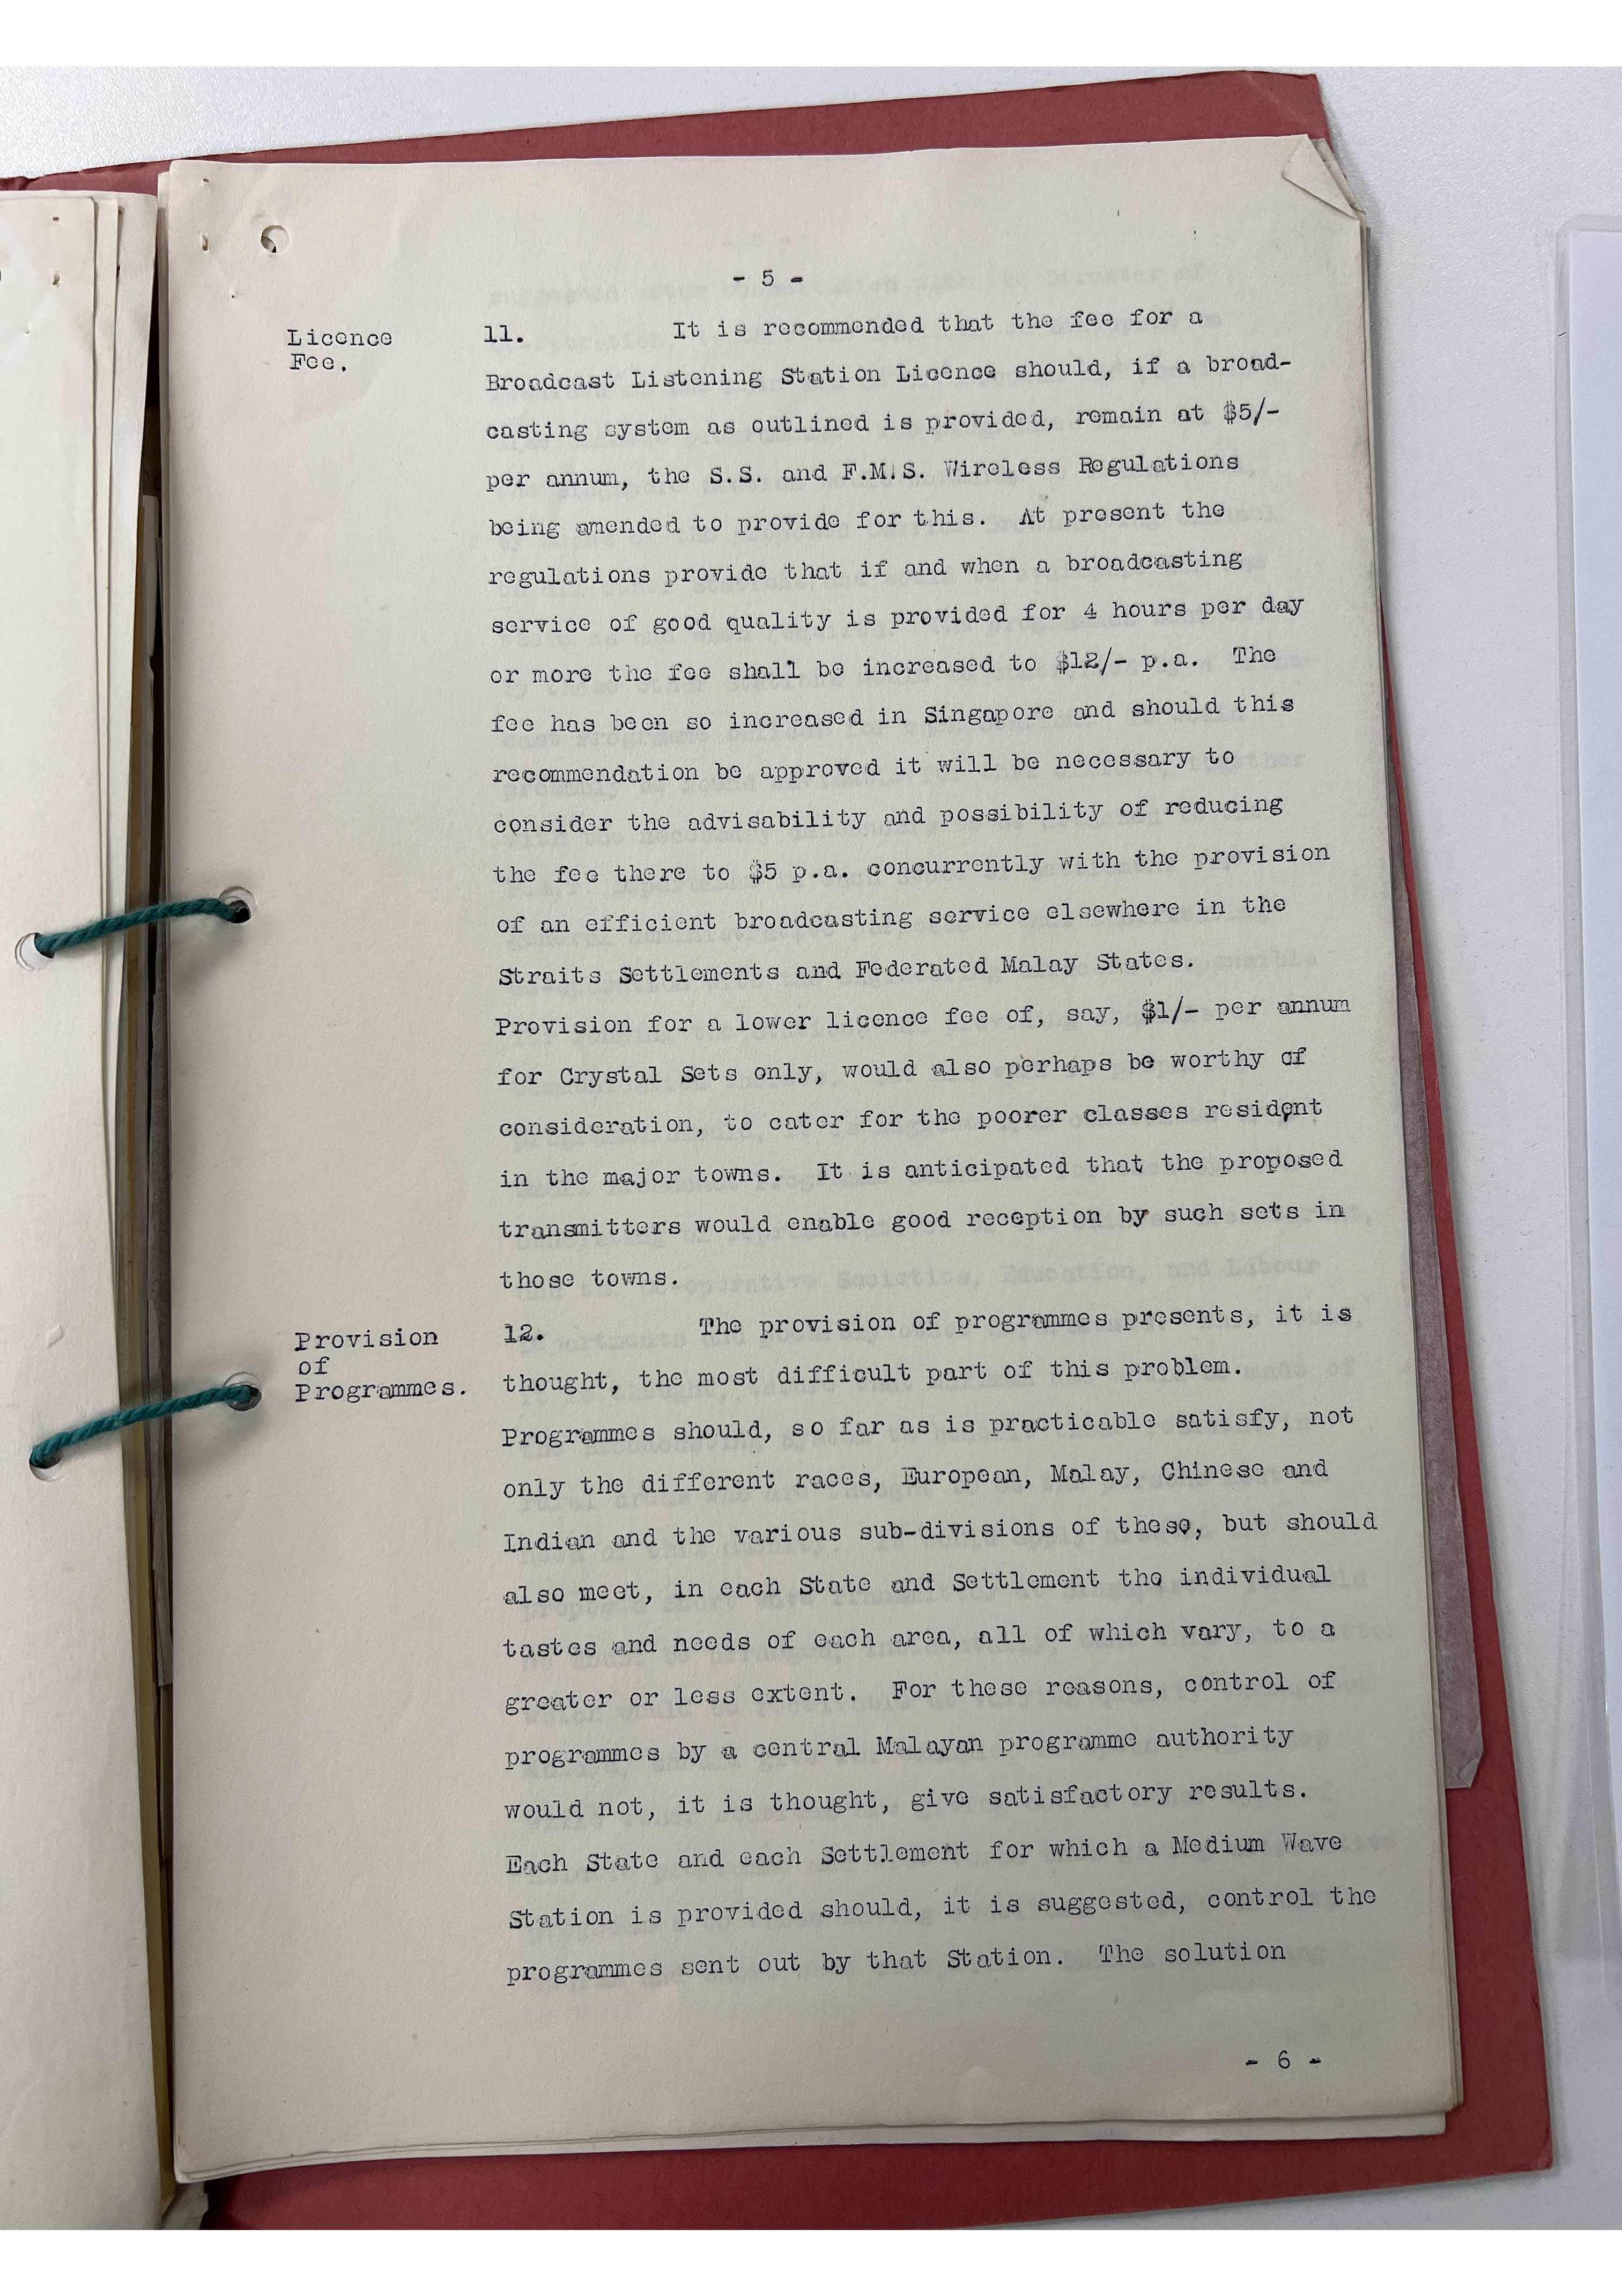 - 5 -
Licence
Fee.
11. It is recommended that the fee for a
Broadcast Listening Station Licence should, if a broad-
casting system as outlined is provided, remain at $5/-
per annum, the S.S. and F.M.S. Wireless Regulations
being amended to provide for this. At present the
regulations provide that if and when a broadcasting
service of good quality is provided for 4 hours per day
or more the fee shall be increased to $12/- p.a. The
fee has been so increased in Singapore and should this
recommendation be approved it will be necessary to
consider the advisability and possibility of reducing
the fee there to $5 p.a. concurrently with the provision
of an efficient broadcasting service elsewhere in the
Straits Settlements and Federated Malay States.
Provision for a lower licence fee of, say, $1/- per annum
for Crystal Sets only, would also perhaps be worthy of
consideration, to cater for the poorer classes resident
in the major towns. It is anticipated that the proposed
transmitters would enable good reception by such sets in
those towns.
Provision
of
Programmes.
12. The provision of programmes presents, it is
thought, the most difficult part of this problem.
Programmes should, so far as is practicable satisfy, not
only the different races, European, Malay, Chinese and
Indian and the various sub-divisions of these, but should
also meet, in each State and Settlement the individual
tastes and needs of each area, all of which vary, to a
greater or less extent. For these reasons, control of
programmes by a central Malayan programme authority
would not, it is thought, give satisfactory results.
Each State and each Settlement for which a Medium Wave
Station is provided should, it is suggested, control the
programmes sent out by that Station. The solution
- 6 -